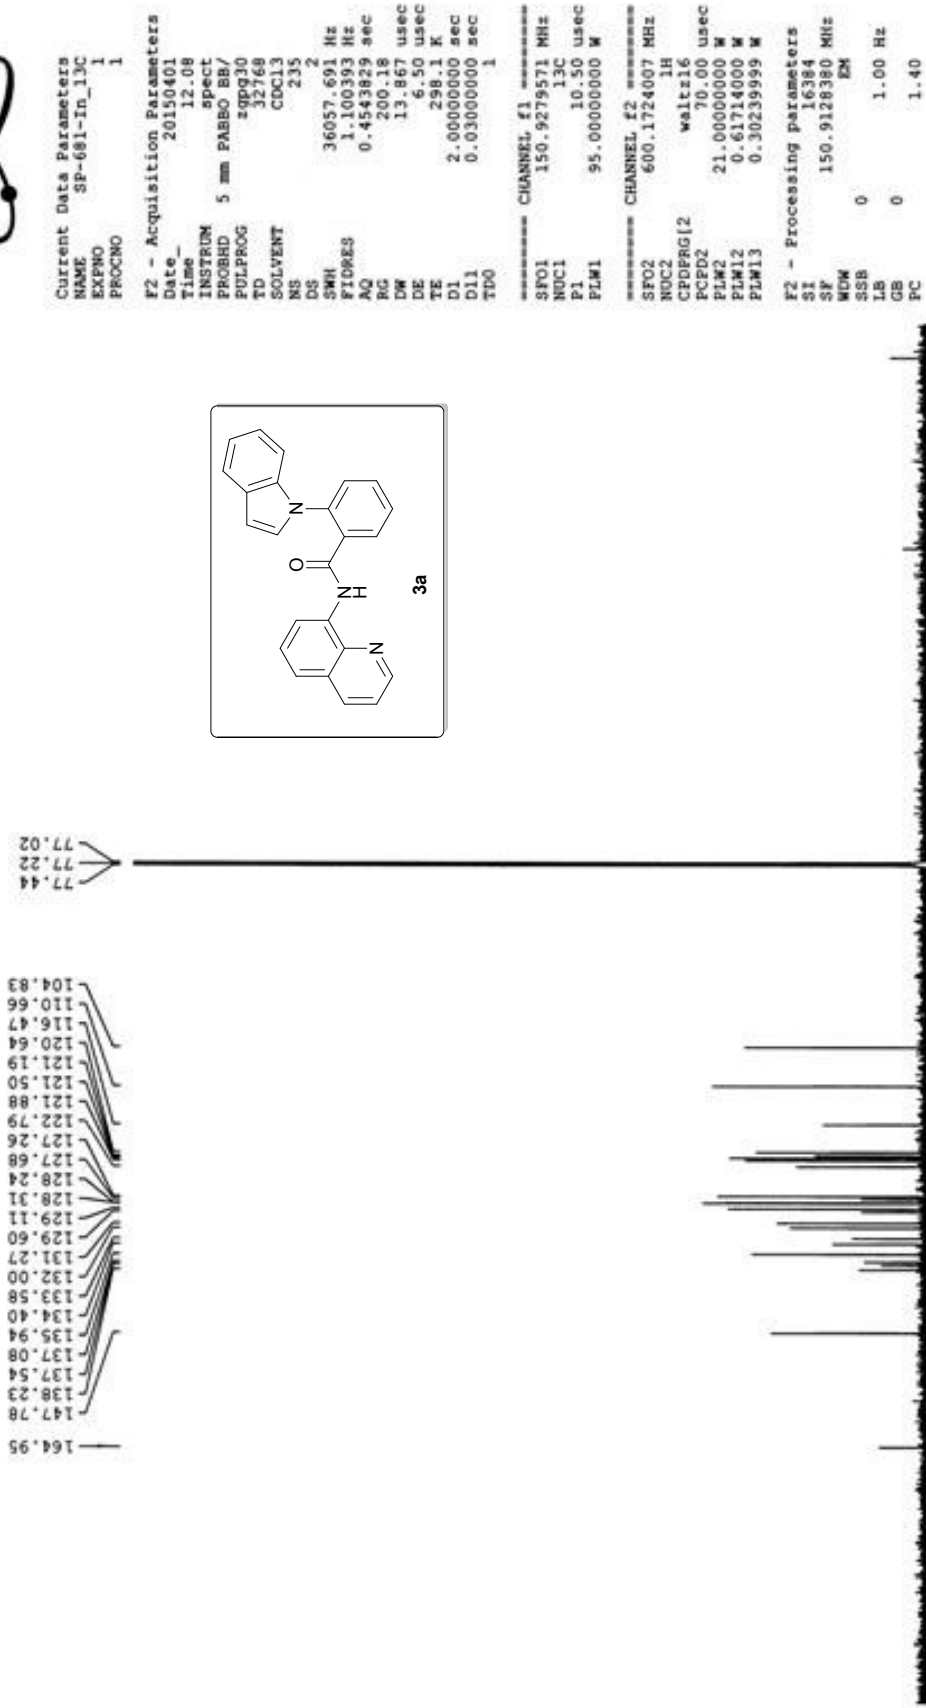 Current Data Parameters
NAME SP-681-In_13C
EXPNO 1
PROCNO 1
F2 - Acquisition Parameters
Date_ 20150401
Time 12.08
INSTRUM spect
PROBHD 5 mm PABBO BB/
PULPROG zgpg30
TD 32768
SOLVENT CDCl3
NS 235
DS 2
SWH 36057.691 Hz
FIDRES 1.100393 Hz
AQ 0.4543829 sec
RG 200.18
DW 13.867 usec
DE 6.50 usec
TE 298.1 K
D1 2.00000000 sec
D11 0.03000000 sec
TD0 1
======== CHANNEL f1 ========
SFO1 150.9279571 MHz
NUC1 13C
P1 10.50 usec
PLW1 95.00000000 W
======== CHANNEL f2 ========
SFO2 600.1724007 MHz
NUC2 1H
CPDPRG[2 waltz16
PCPD2 70.00 usec
PLW2 21.00000000 W
PLW12 0.61714000 W
PLW13 0.30239999 W
F2 - Processing parameters
SI 16384
SF 150.9128380 MHz
WDW EM
SSB 0
LB 1.00 Hz
GB 0
PC 1.40
164.95
147.78
138.23
137.54
137.08
135.94
134.40
133.58
132.00
131.27
129.60
129.11
128.31
128.24
127.68
127.26
122.79
121.88
121.50
121.19
120.64
116.47
110.66
104.83
77.44
77.22
77.02
N
O
N
H
N
3a